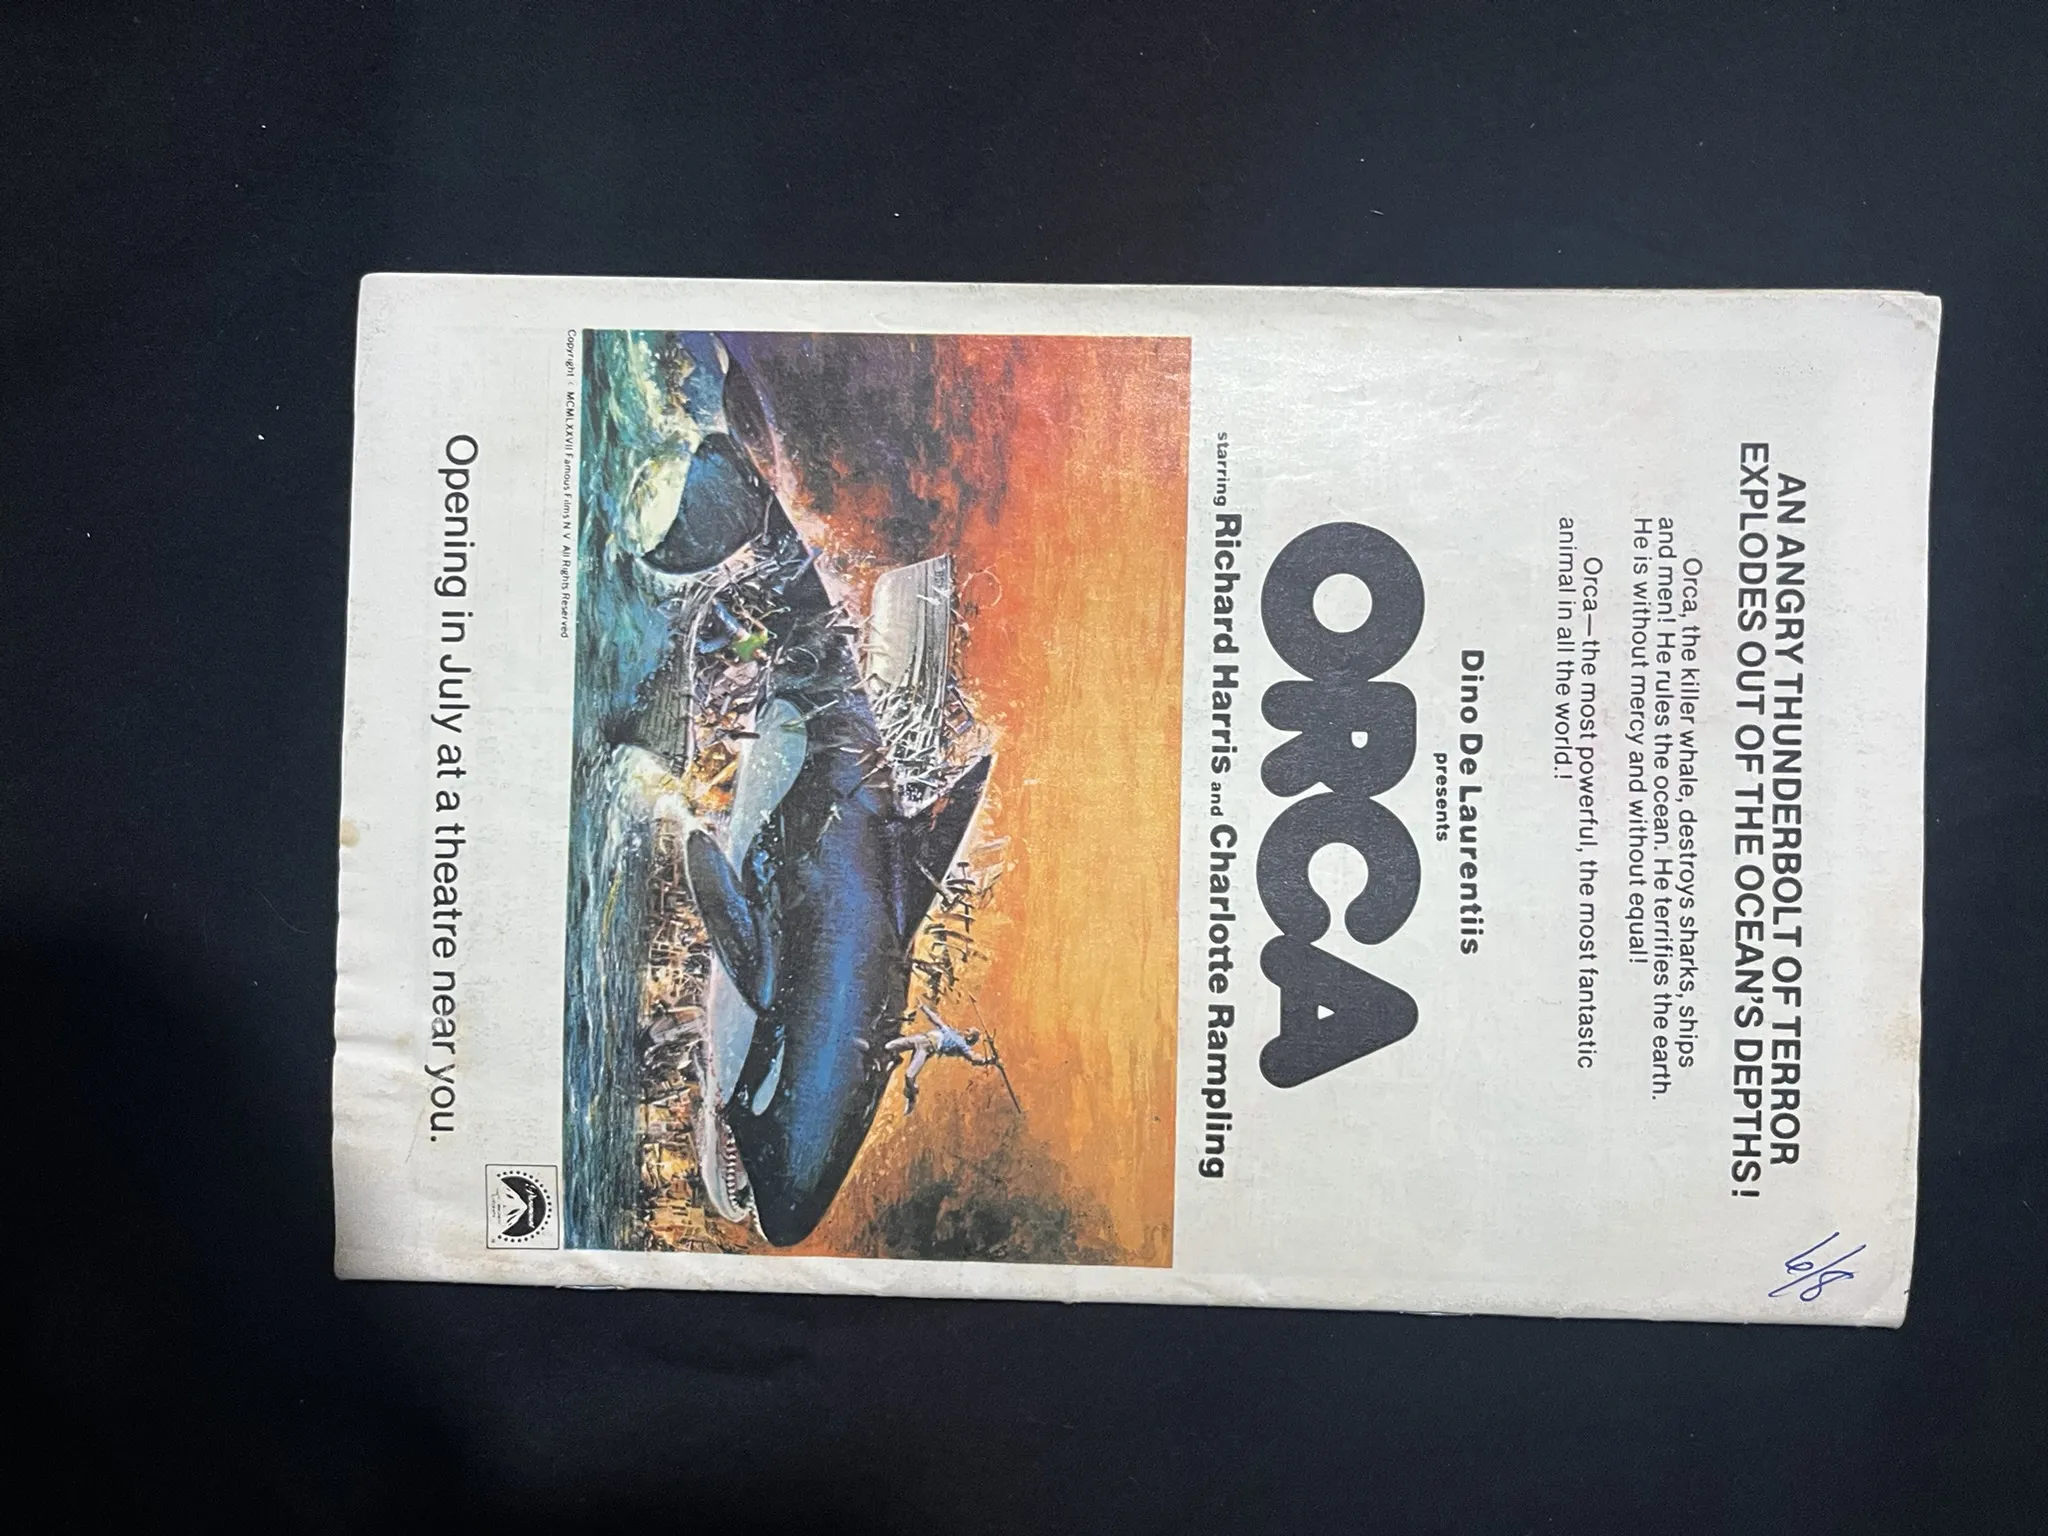 6/8
AN ANGRY THUNDERBOLT OF TERROR
EXPLODES OUT OF THE OCEAN'S DEPTHS!
Orca, the killer whale, destroys sharks, ships
and men! He rules the ocean. He terrifies the earth.
He is without mercy and without equal!
Orca—the most powerful, the most fantastic
animal in all the world.!
Dino De Laurentiis
presents
ORCA
starring Richard Harris and Charlotte Rampling
Copyright © MCMLXXVII Famous Films N.V. All Rights Reserved
Opening in July at a theatre near you.
Paramount